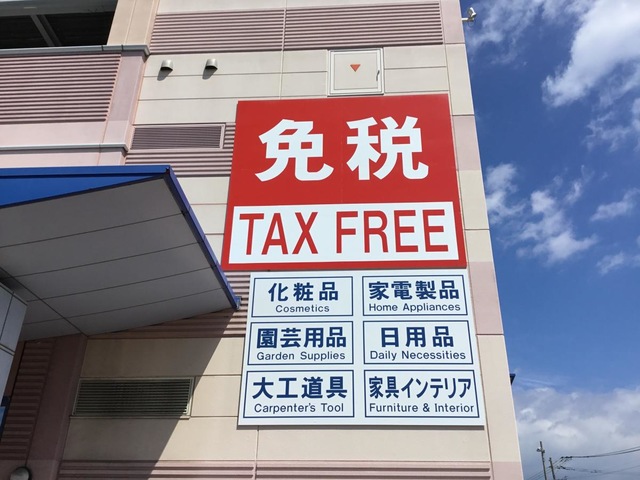 免税
TAX FREE
化粧品
Cosmetics
家電製品
Home Appliances
園芸用品
Garden Supplies
日用品
Daily Necessities
大工道具
Carpenter's Tool
家具インテリア
Furniture & Interior